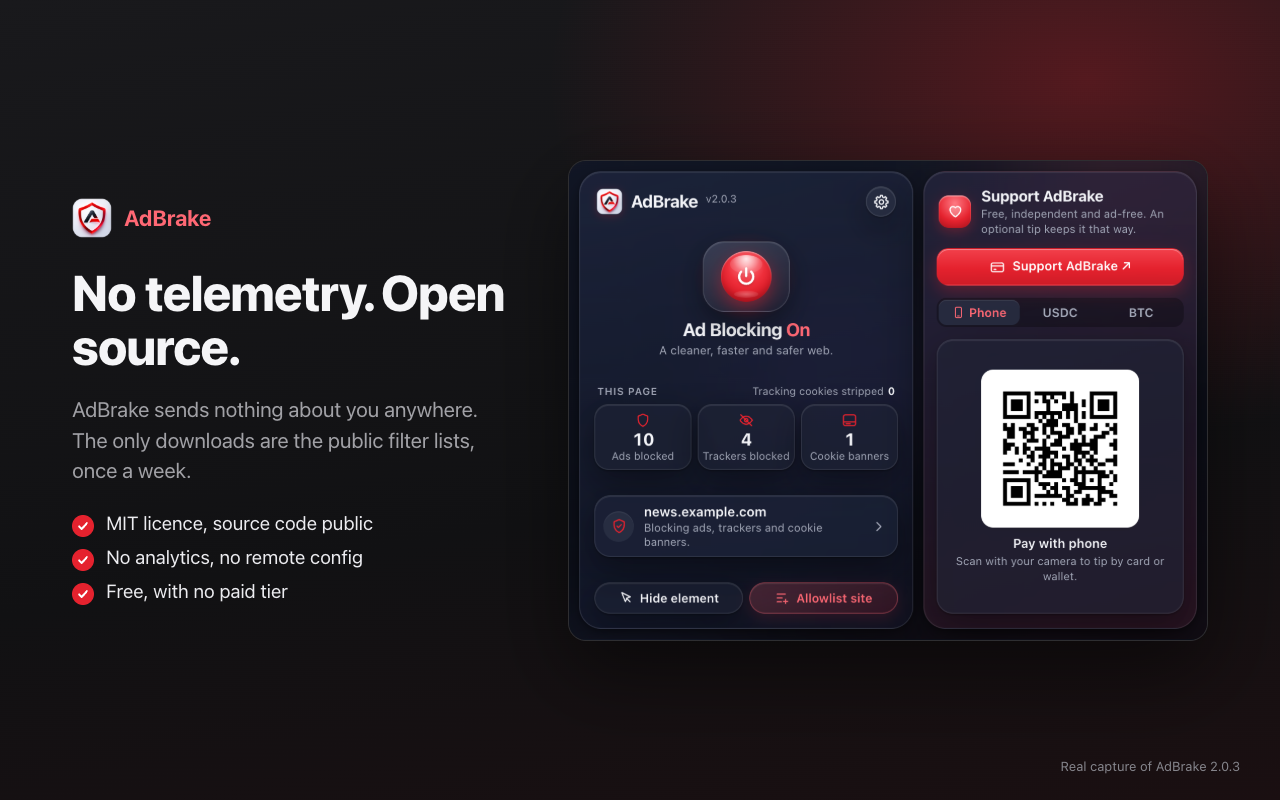 AdBrake
No telemetry. Open
source.
AdBrake sends nothing about you anywhere.
The only downloads are the public filter lists,
once a week.
MIT licence, source code public
No analytics, no remote config
Free, with no paid tier
AdBrake v2.0.3
Ad Blocking On
A cleaner, faster and safer web.
THIS PAGE Tracking cookies stripped 0
10 4 1
Ads blocked Trackers blocked Cookie banners
news.example.com
Blocking ads, trackers and cookie
banners.
Hide element Allowlist site
Support AdBrake
Free, independent and ad-free. An
optional tip keeps it that way.
Support AdBrake ↗
Phone USDC BTC
Pay with phone
Scan with your camera to tip by card or
wallet.
Real capture of AdBrake 2.0.3